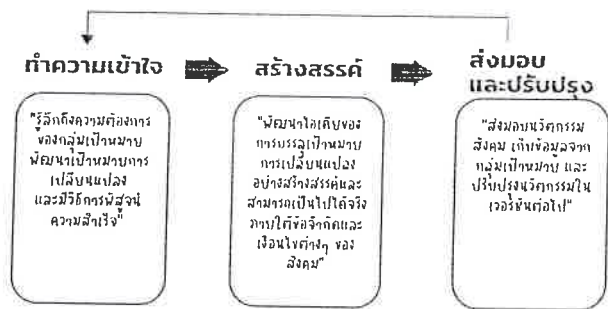 ทำความเข้าใจ
สร้างสรรค์
ส่งมอบ
และปรับปรุง
"รู้ลึกถึงความต้องการ
ของกลุ่มเป้าหมาย
พัฒนาเป้าหมายการ
เปลี่ยนแปลง
และมีวิธีการพิสูจน์
ความสำเร็จ"
"พัฒนาไอเดียของ
การบรรลุเป้าหมาย
การเปลี่ยนแปลง
อย่างสร้างสรรค์และ
สามารถเป็นไปได้จริง
ภายใต้ข้อจำกัดและ
เงื่อนไขต่างๆ ของ
สังคม"
"ส่งมอบนวัตกรรม
สังคม เก็บข้อมูลจาก
กลุ่มเป้าหมาย และ
ปรับปรุงนวัตกรรมใน
เวอร์ชันต่อไป"